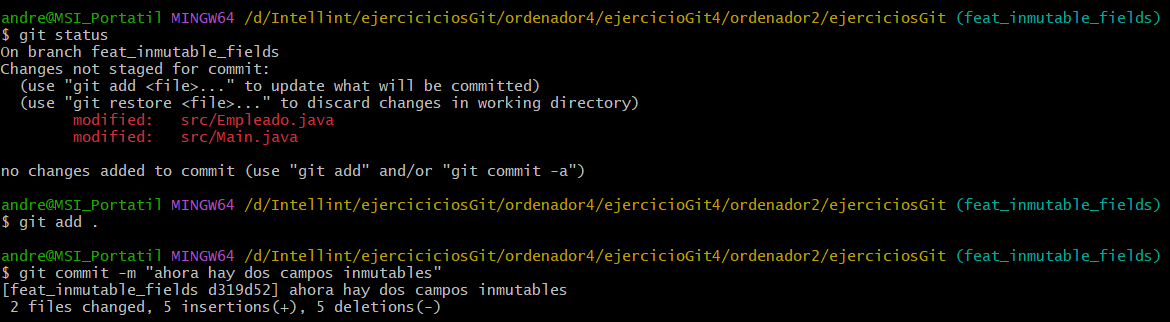 andre@MSI_Portatil MINGW64 /d/Intellint/ejerciciciosGit/ordenador4/ejercicioGit4/ordenador2/ejerciciosGit (feat_inmutable_fields)
$ git status
On branch feat_inmutable_fields
Changes not staged for commit:
  (use "git add <file>..." to update what will be committed)
  (use "git restore <file>..." to discard changes in working directory)
        modified:   src/Empleado.java
        modified:   src/Main.java

no changes added to commit (use "git add" and/or "git commit -a")

andre@MSI_Portatil MINGW64 /d/Intellint/ejerciciciosGit/ordenador4/ejercicioGit4/ordenador2/ejerciciosGit (feat_inmutable_fields)
$ git add .

andre@MSI_Portatil MINGW64 /d/Intellint/ejerciciciosGit/ordenador4/ejercicioGit4/ordenador2/ejerciciosGit (feat_inmutable_fields)
$ git commit -m "ahora hay dos campos inmutables"
[feat_inmutable_fields d319d52] ahora hay dos campos inmutables
 2 files changed, 5 insertions(+), 5 deletions(-)